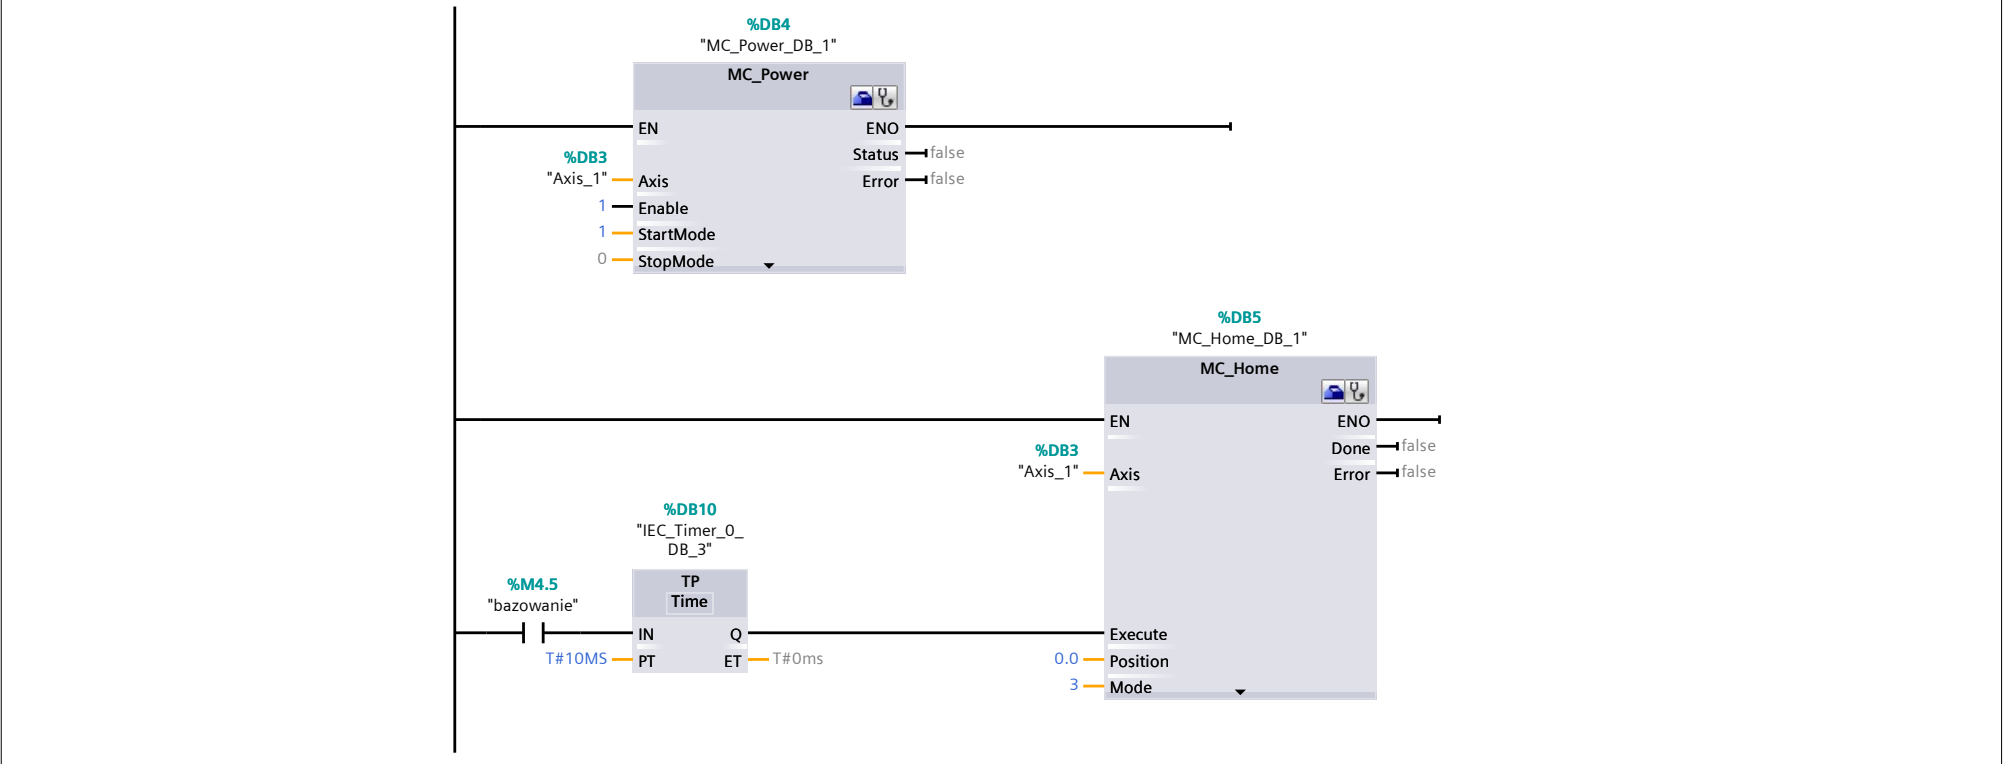 %DB4
"MC_Power_DB_1"
MC_Power
EN
ENO
Status
false
%DB3
"Axis_1"
Axis
Error
false
1
Enable
1
StartMode
0
StopMode
%DB5
"MC_Home_DB_1"
MC_Home
EN
ENO
Done
false
%DB3
"Axis_1"
Axis
Error
false
%DB10
"IEC_Timer_0_
DB_3"
%M4.5
"bazowanie"
TP
Time
IN
Q
Execute
T#10MS
PT
ET
T#0ms
0.0
Position
3
Mode